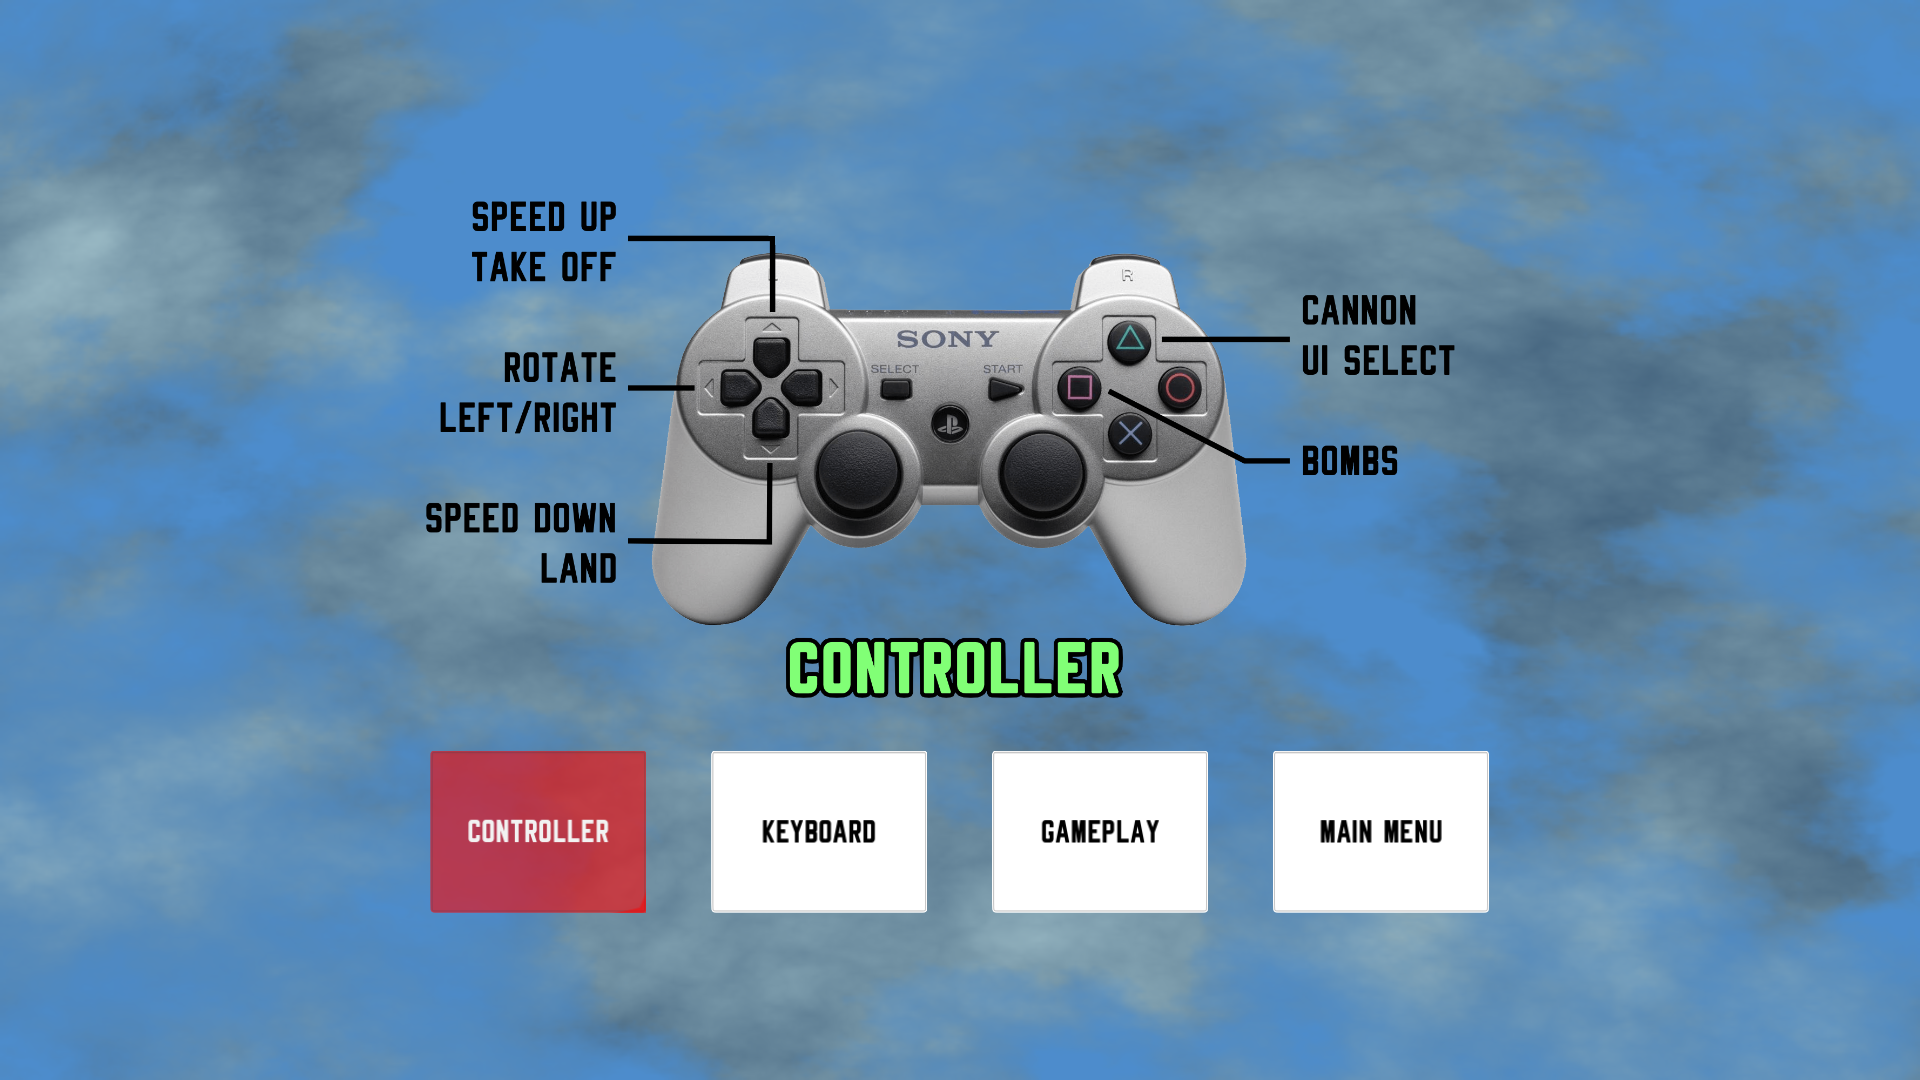 SPEED UP
TAKE OFF
ROTATE
LEFT/RIGHT
SPEED DOWN
LAND
R
SONY
SELECT
START
CANNON
UI SELECT
BOMBS
CONTROLLER
CONTROLLER
KEYBOARD
GAMEPLAY
MAIN MENU